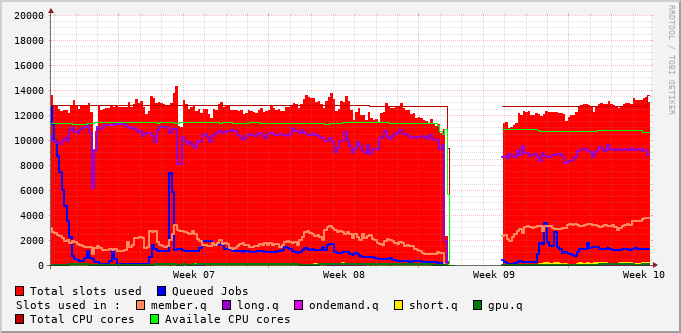 RRDTOOL / TOBI OETIKER
20000
18000
16000
14000
12000
10000
8000
6000
4000
2000
0
Week 07 Week 08 Week 09 Week 10
Total slots used Queued Jobs
Slots used in : member.q long.q ondemand.q short.q gpu.q
Total CPU cores Availale CPU cores